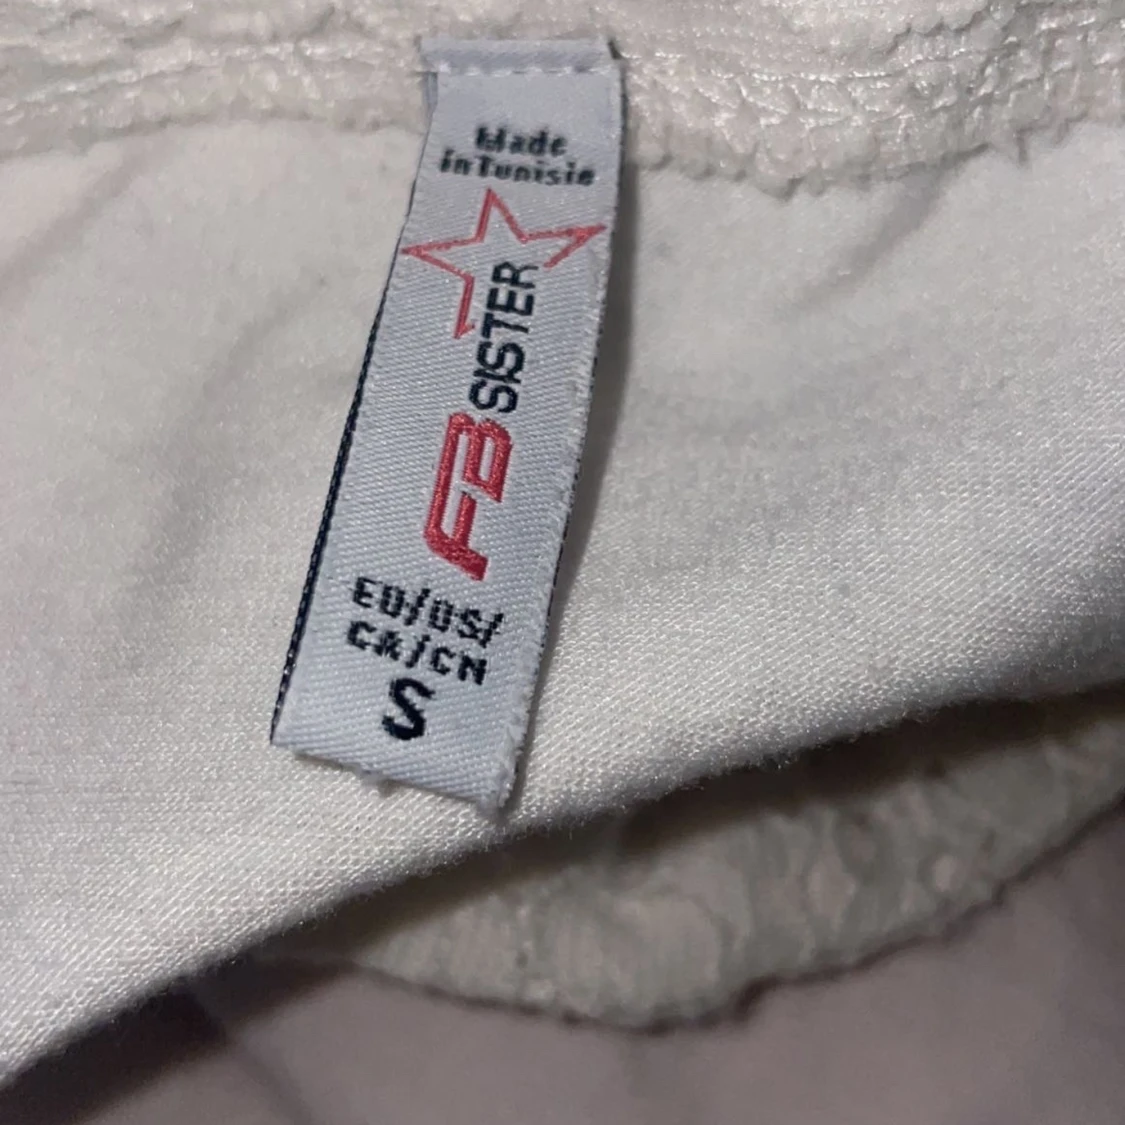 Made
in Tunisie
FB SISTER
EU/US/
CA/CN
S